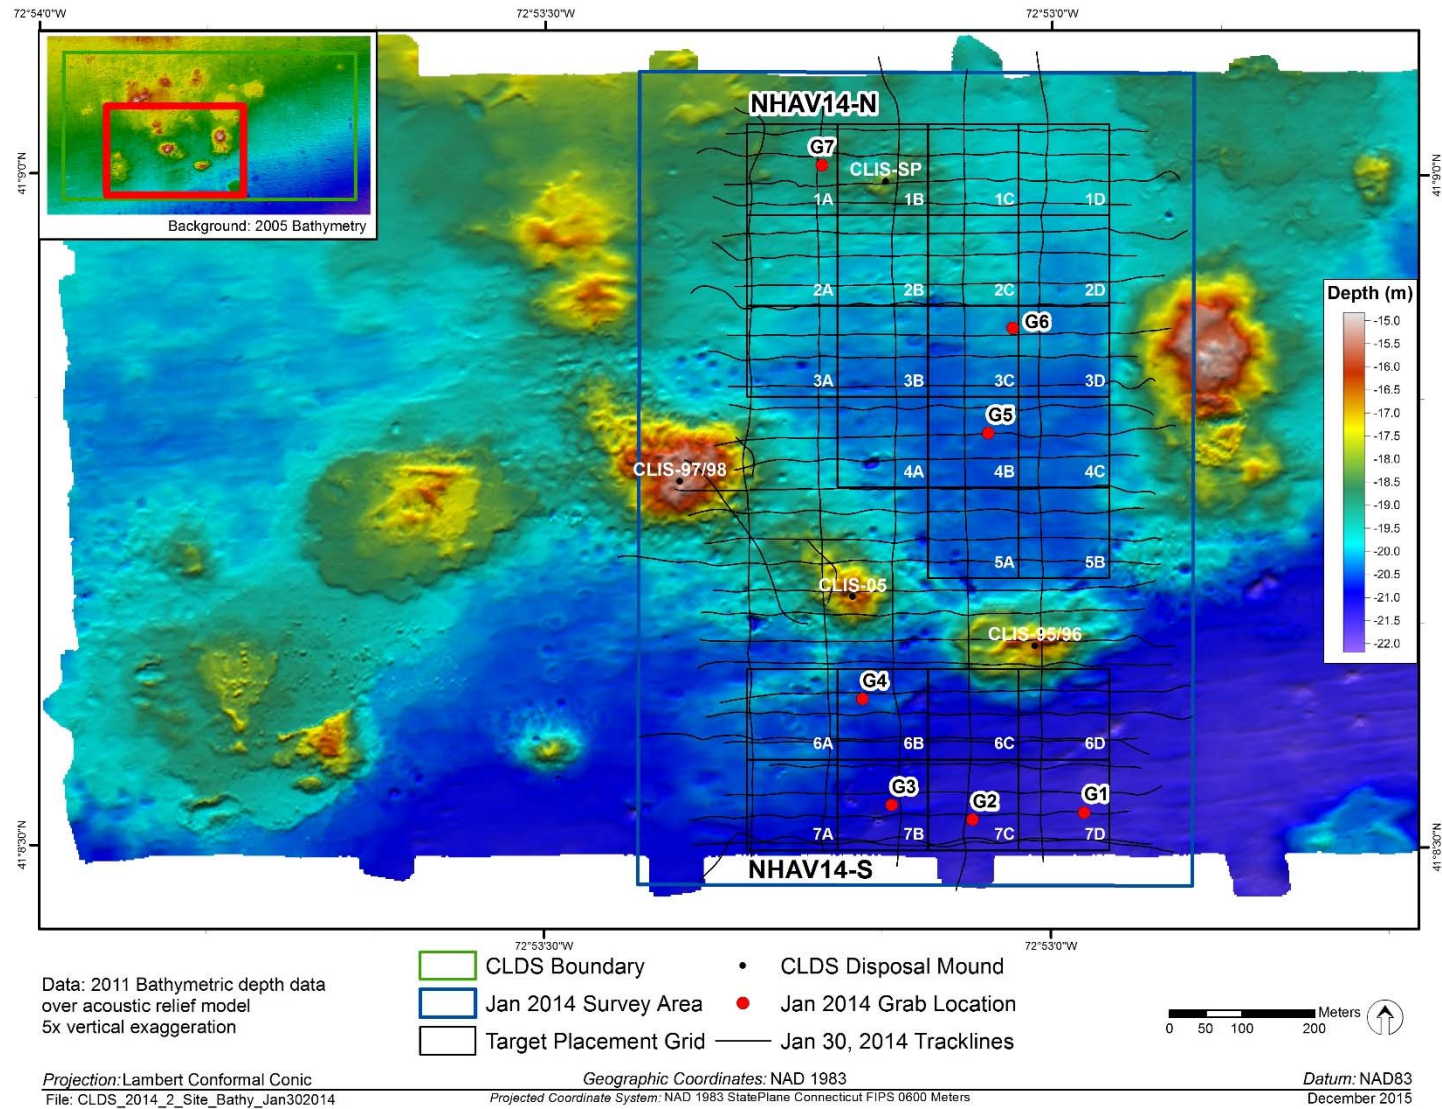 72°54'0"W
72°53'30"W
72°53'0"W
41°9'0"N
41°9'0"N
Background: 2005 Bathymetry
NHAV14-N
G7
CLIS-SP
1A
1B
1C
1D
2A
2B
2C
2D
G6
3A
3B
3C
3D
G5
CLIS-97/98
4A
4B
4C
5A
5B
CLIS-05
CLIS-95/96
G4
6A
6B
6C
6D
G3
G2
G1
7A
7B
7C
7D
NHAV14-S
Depth (m)
-15.0
-15.5
-16.0
-16.5
-17.0
-17.5
-18.0
-18.5
-19.0
-19.5
-20.0
-20.5
-21.0
-21.5
-22.0
41°8'30"N
41°8'30"N
72°53'30"W
72°53'0"W
Data: 2011 Bathymetric depth data
over acoustic relief model
5x vertical exaggeration
CLDS Boundary
Jan 2014 Survey Area
Target Placement Grid
CLDS Disposal Mound
Jan 2014 Grab Location
Jan 30, 2014 Tracklines
Meters
0 50 100 200
Projection: Lambert Conformal Conic
Geographic Coordinates: NAD 1983
Datum: NAD83
File: CLDS_2014_2_Site_Bathy_Jan302014
Projected Coordinate System: NAD 1983 StatePlane Connecticut FIPS 0600 Meters
December 2015